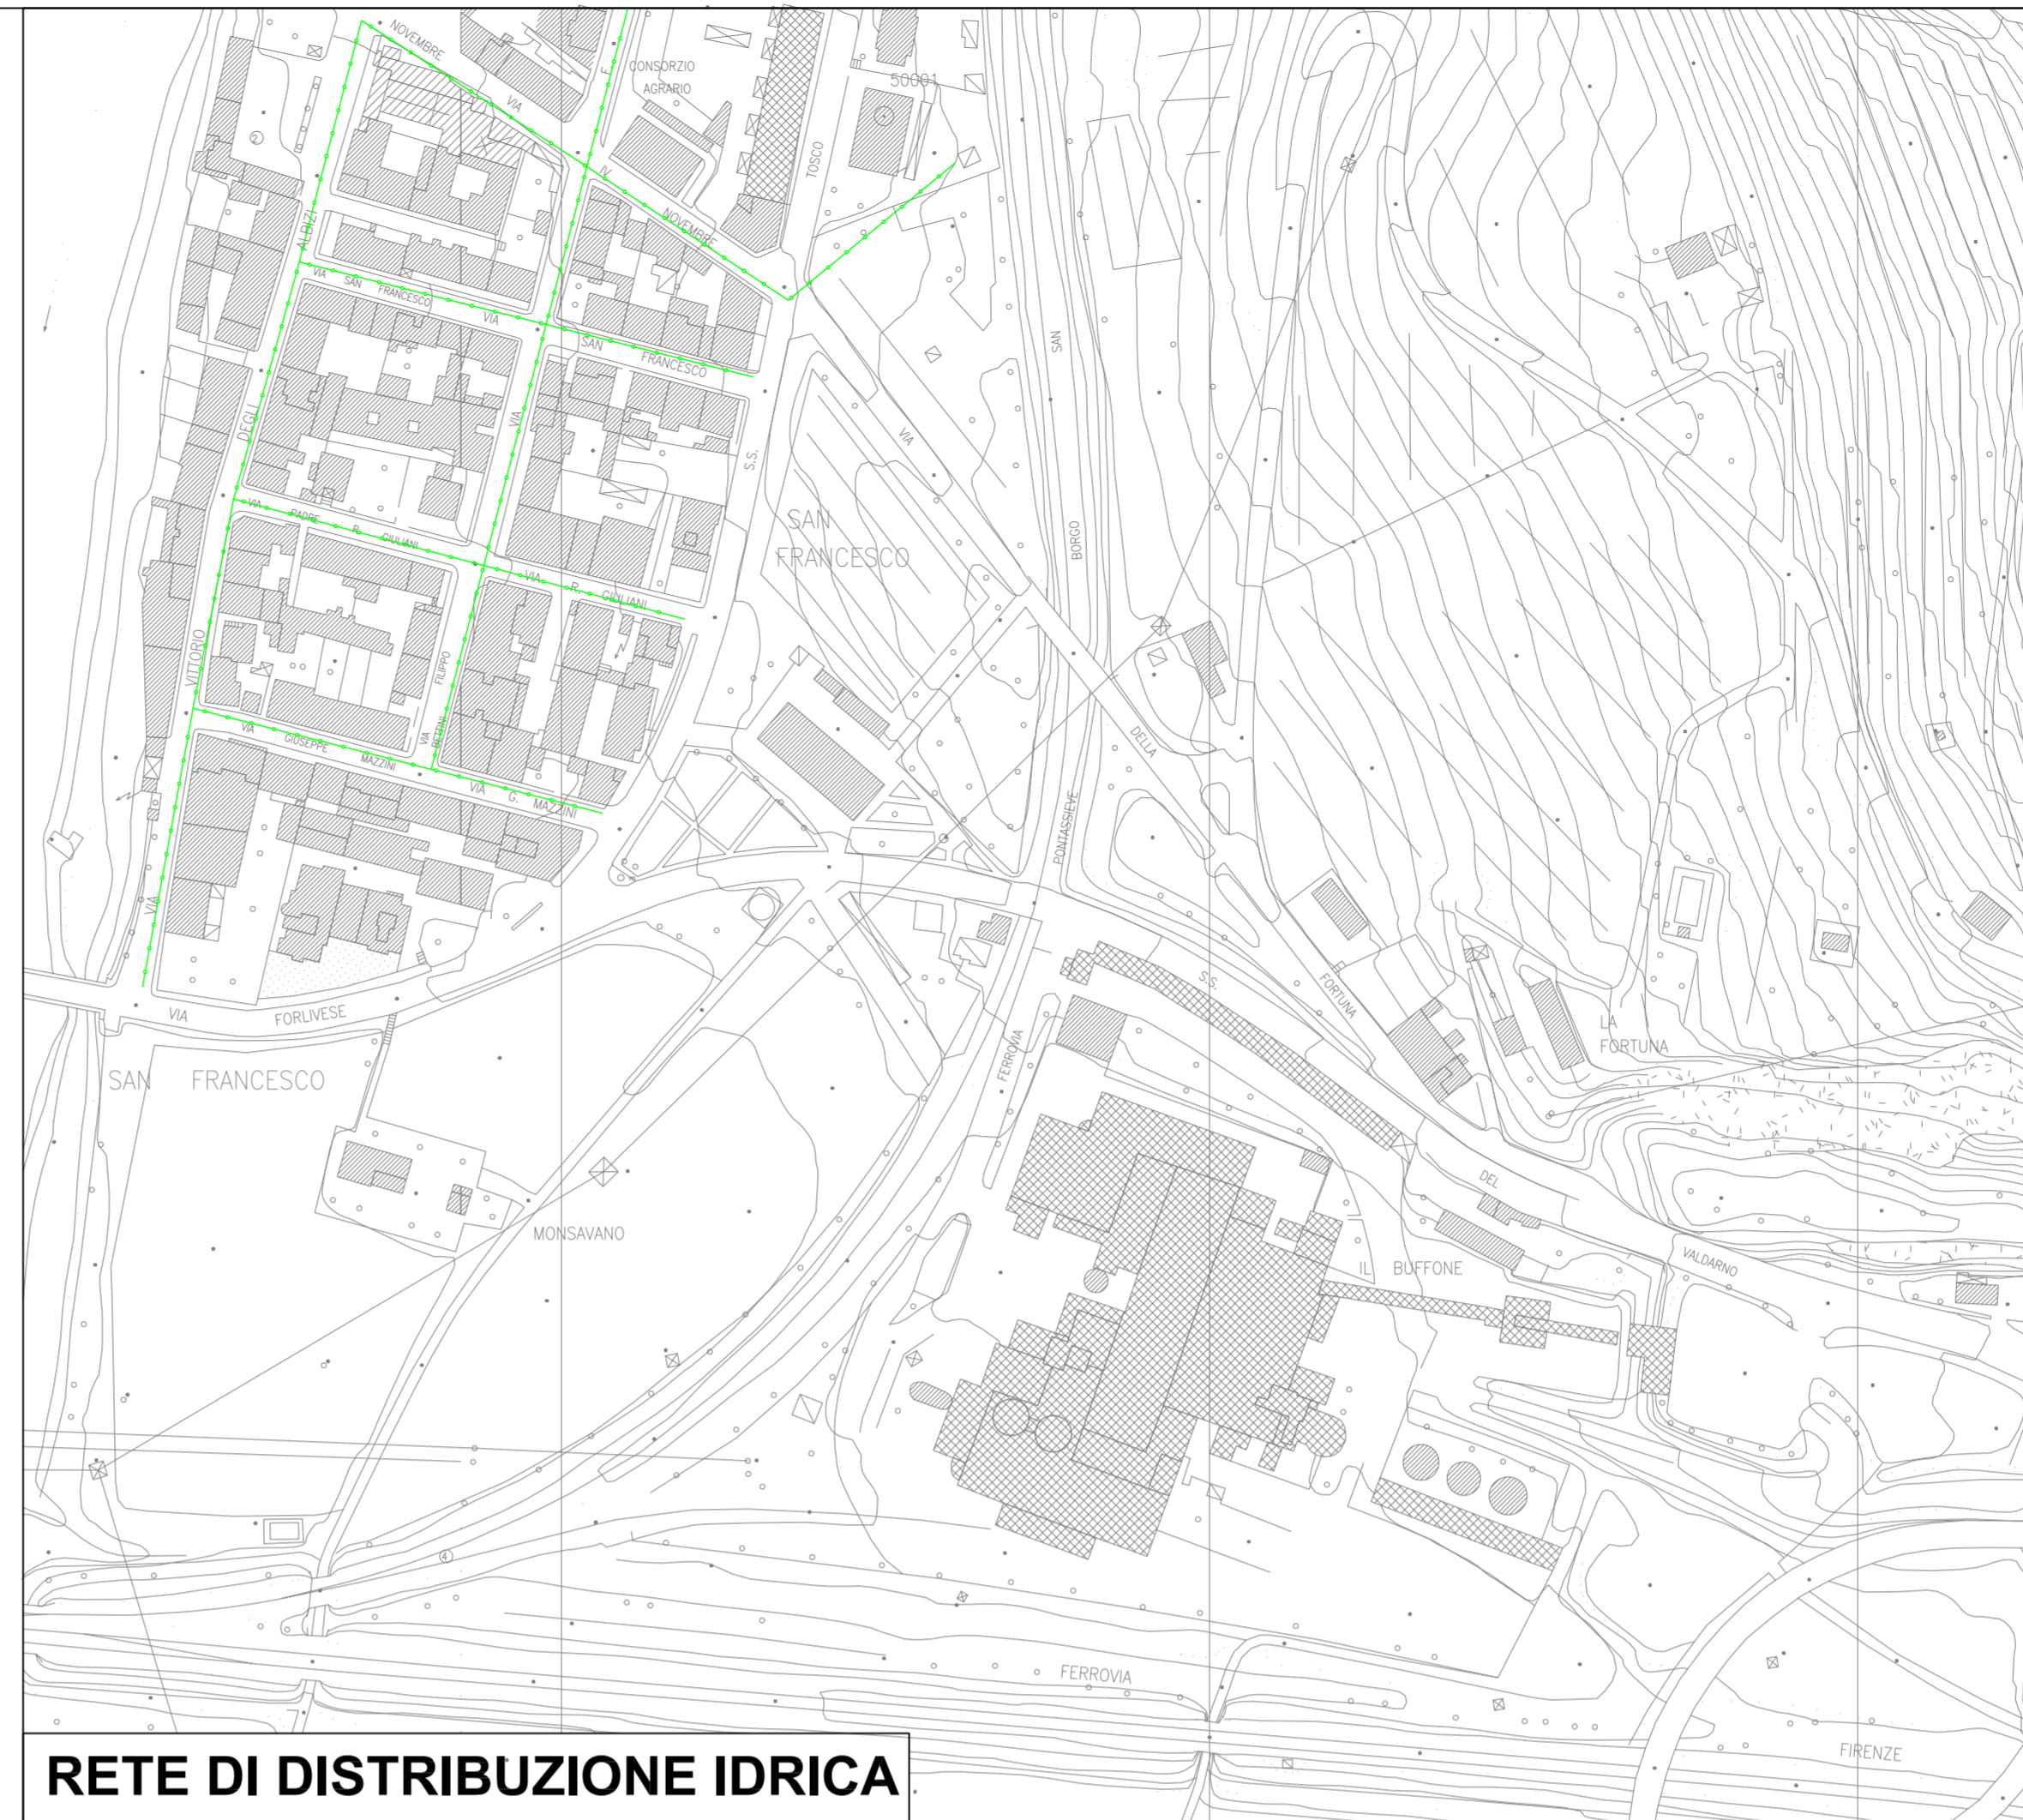 NOVEMBRE
VIA
F.
CONSORZIO
AGRARIO
50001
TOSCO
2
IV
NOVEMBRE
ALBIZI
VIA SAN FRANCESCO
VIA
SAN FRANCESCO
SAN
DEGLI
VIA
S.S.
VIA
VIA PADRE R. GIULIANI
SAN
FRANCESCO
BORGO
VIA R. GIULIANI
VITTORIO
FILIPPO
VIA
BETTINI
DELLA
VIA GIUSEPPE MAZZINI
VIA G. MAZZINI
PONTASSIEVE
VIA
VIA FORLIVESE
S.S.
FORTUNA
LA
FORTUNA
FERROVIA
SAN FRANCESCO
MONSAVANO
DEL
VALDARNO
IL BUFFONE
4
FERROVIA
FIRENZE
RETE DI DISTRIBUZIONE IDRICA